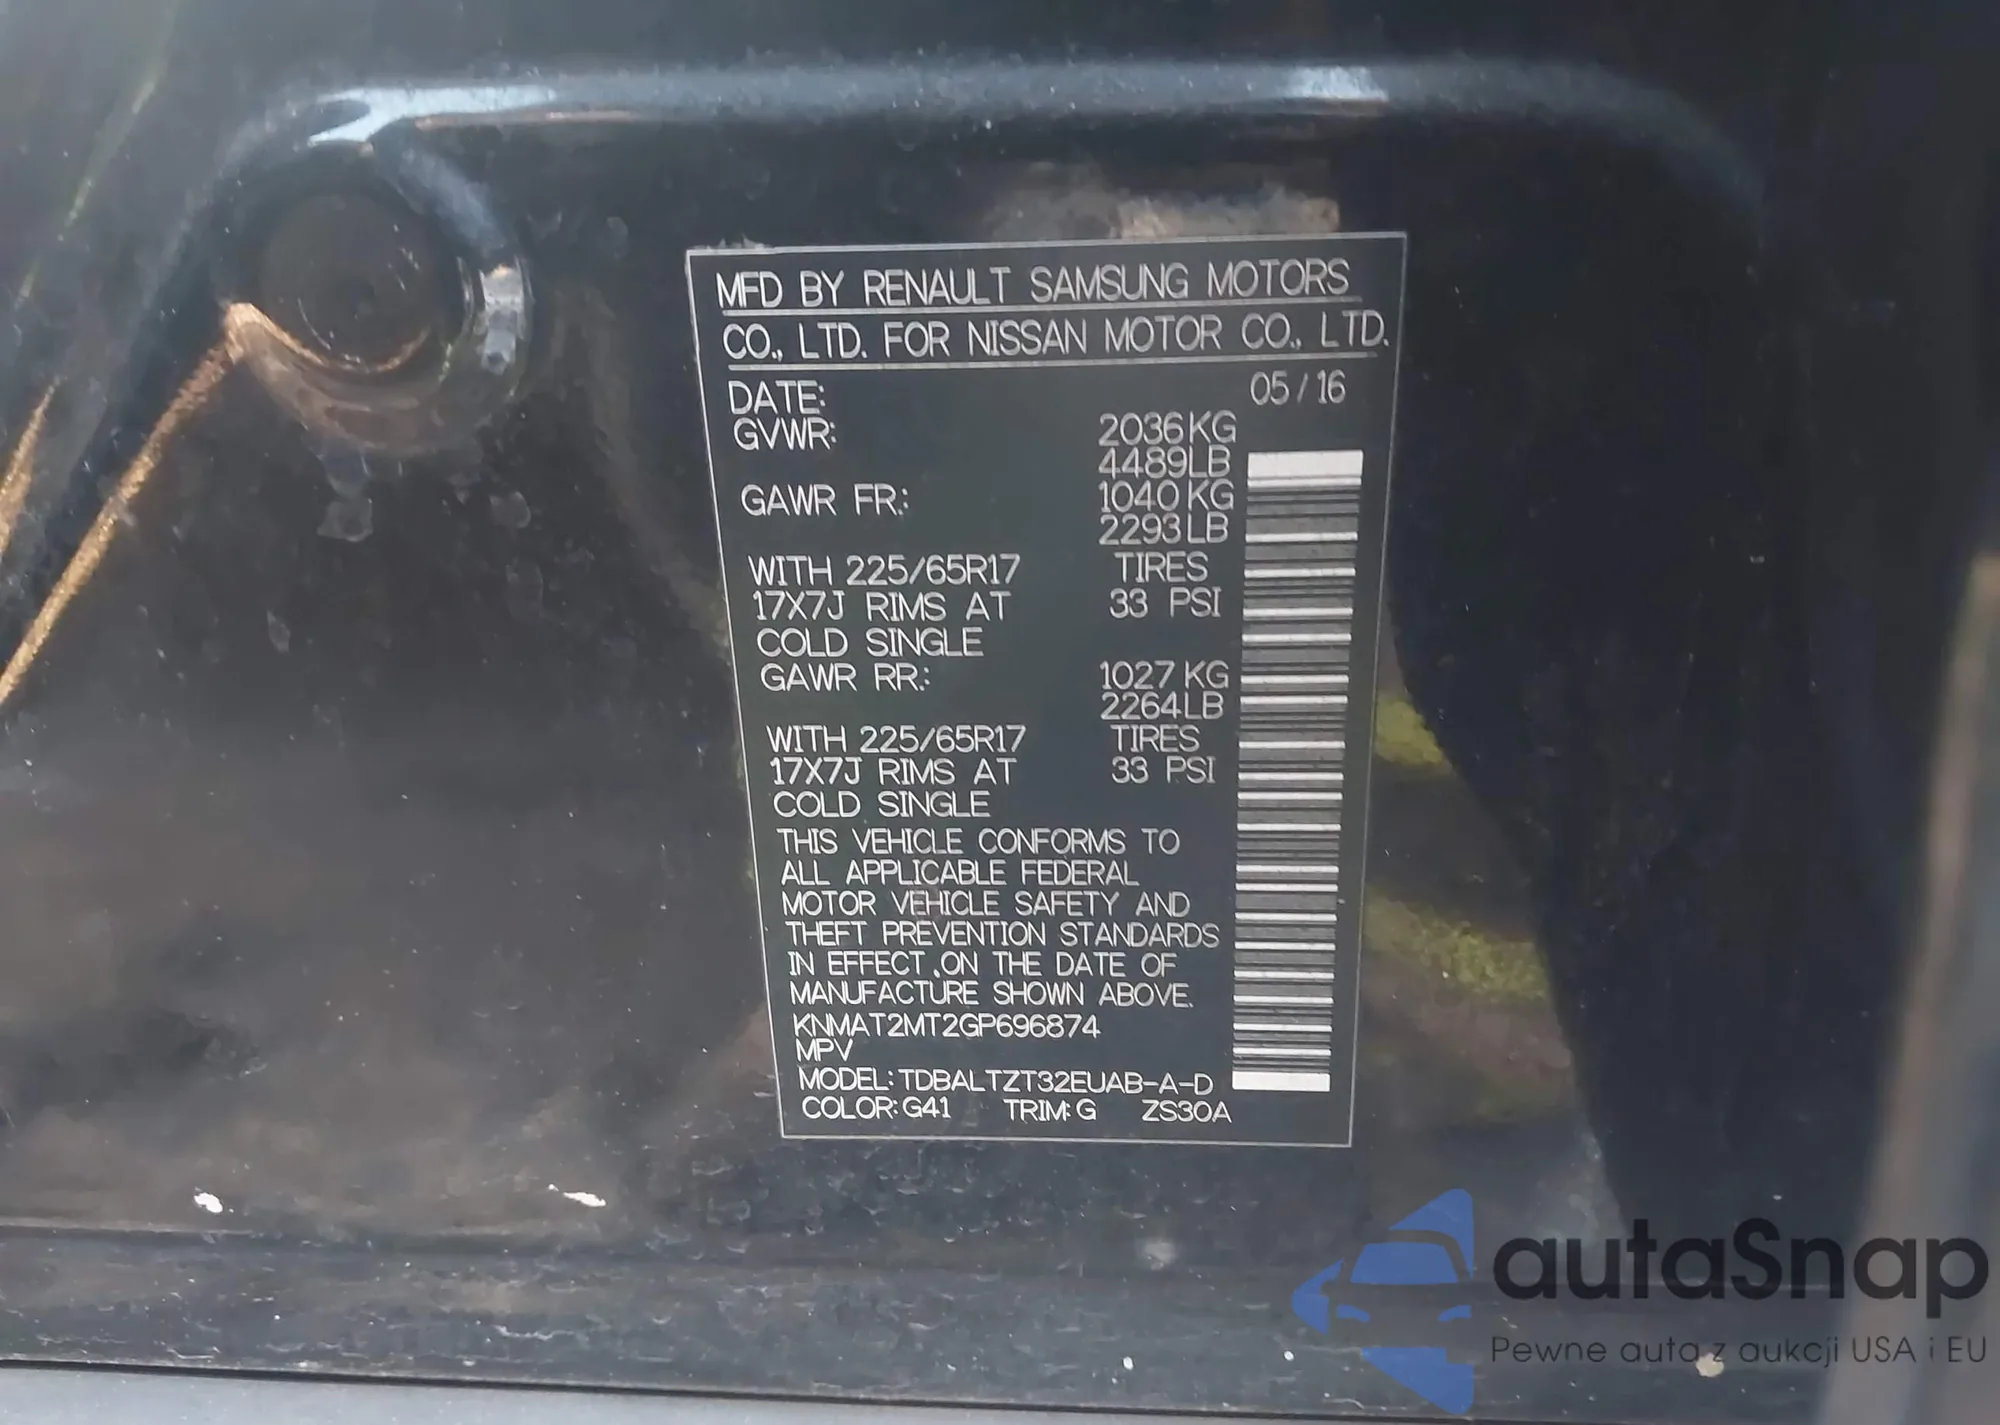 MFD BY RENAULT SAMSUNG MOTORS
CO., LTD. FOR NISSAN MOTOR CO., LTD.
DATE: 05 / 16
GVWR: 2036 KG
4489LB
GAWR FR.: 1040 KG
2293 LB
WITH 225/65R17 TIRES
17X7J RIMS AT 33 PSI
COLD SINGLE
GAWR RR.: 1027 KG
2264LB
WITH 225/65R17 TIRES
17X7J RIMS AT 33 PSI
COLD SINGLE
THIS VEHICLE CONFORMS TO
ALL APPLICABLE FEDERAL
MOTOR VEHICLE SAFETY AND
THEFT PREVENTION STANDARDS
IN EFFECT ON THE DATE OF
MANUFACTURE SHOWN ABOVE.
KNMAT2MT2GP696874
MPV
MODEL: TDBALTZT32EUAB-A-D
COLOR: G41 TRIM: G ZS30A
autaSnap
Pewne auta z aukcji USA i EU